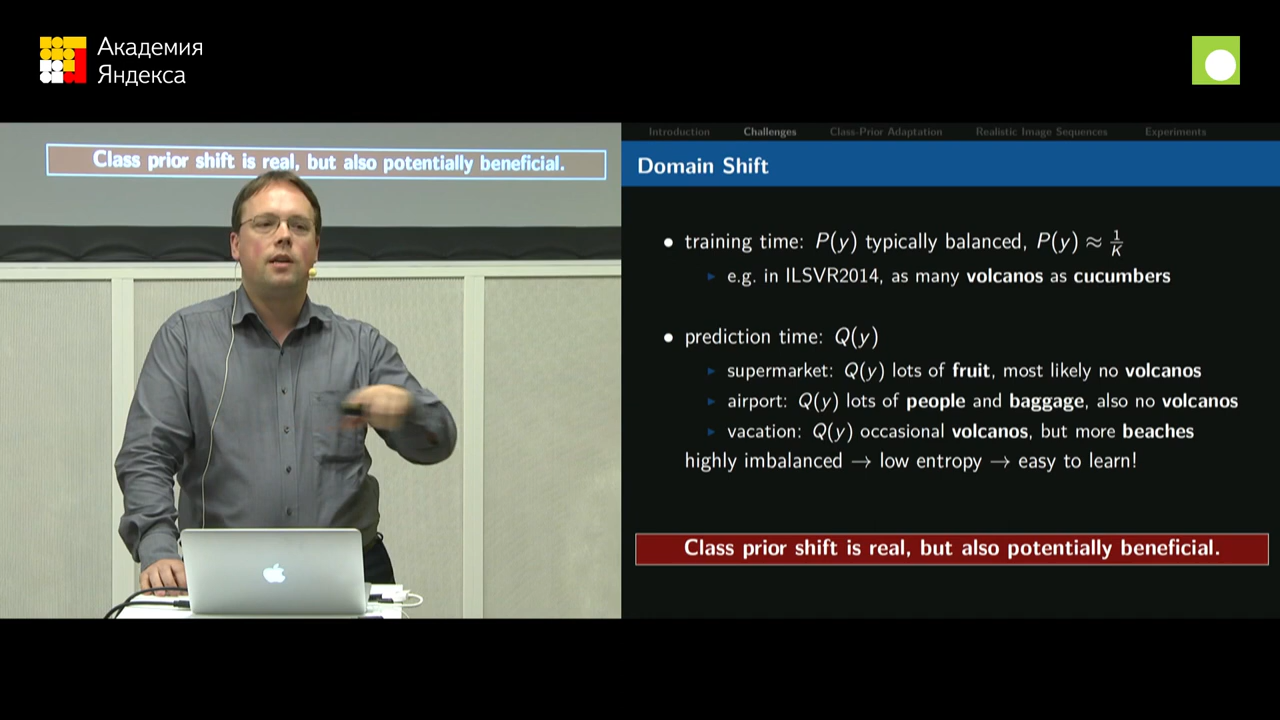 Академия
Яндекса
Class prior shift is real, but also potentially beneficial.
Introduction Challenges Class-Prior Adaptation Realistic Image Sequences Experiments
Domain Shift
● training time: P(y) typically balanced, P(y) ≈ 1/K
▸ e.g. in ILSVR2014, as many volcanos as cucumbers
● prediction time: Q(y)
▸ supermarket: Q(y) lots of fruit, most likely no volcanos
▸ airport: Q(y) lots of people and baggage, also no volcanos
▸ vacation: Q(y) occasional volcanos, but more beaches
highly imbalanced → low entropy → easy to learn!
Class prior shift is real, but also potentially beneficial.